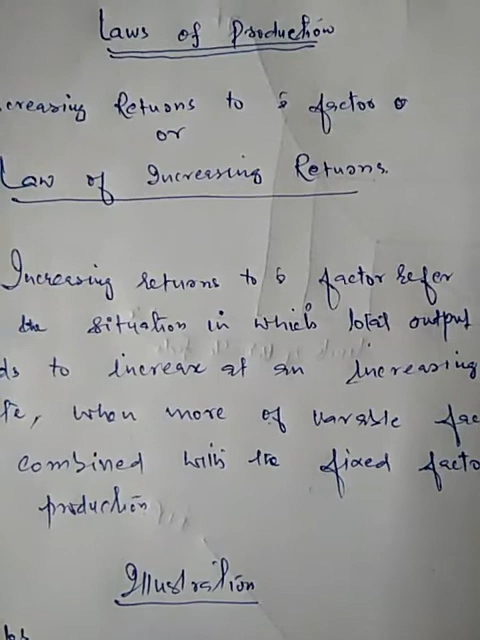 Laws of Production
creasing Returns to a factor
or
Law of Increasing Returns.
Increasing returns to a factor refer
the situation in which total output
ds to increase at an increasing
te, when more of variable fac
combined with the fixed facto
production
Illustration